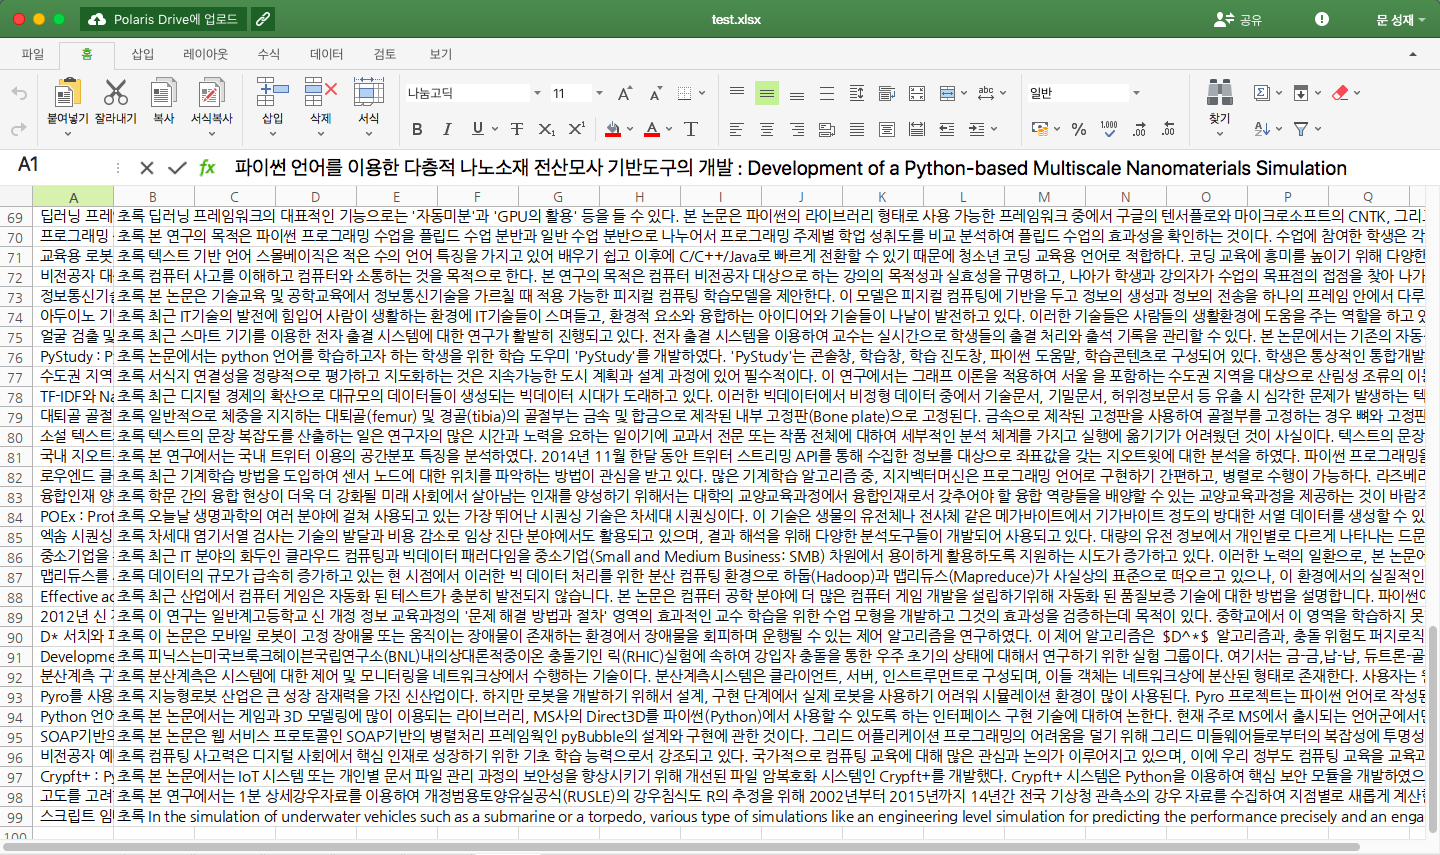 Polaris Drive에 업로드
test.xlsx
공유
문 성재
파일 홈 삽입 레이아웃 수식 데이터 검토 보기
나눔고딕 11
일반
붙여넣기 잘라내기 복사 서식복사 삽입 삭제 서식 찾기
A1 fx 파이썬 언어를 이용한 다층적 나노소재 전산모사 기반도구의 개발 : Development of a Python-based Multiscale Nanomaterials Simulation
A B C D E F G H I J K L M N O P Q
69 딥러닝 프레 초록 딥러닝 프레임워크의 대표적인 기능으로는 '자동미분'과 'GPU의 활용' 등을 들 수 있다. 본 논문은 파이썬의 라이브러리 형태로 사용 가능한 프레임워크 중에서 구글의 텐서플로와 마이크로소프트의 CNTK, 그리고
70 프로그래밍 초록 본 연구의 목적은 파이썬 프로그래밍 수업을 플립드 수업 분반과 일반 수업 분반으로 나누어서 프로그래밍 주제별 학업 성취도를 비교 분석하여 플립드 수업의 효과성을 확인하는 것이다. 수업에 참여한 학생은 각
71 교육용 로봇 초록 텍스트 기반 언어 스몰베이직은 적은 수의 언어 특징을 가지고 있어 배우기 쉽고 이후에 C/C++/Java로 빠르게 전환할 수 있기 때문에 청소년 코딩 교육용 언어로 적합하다. 코딩 교육에 흥미를 높이기 위해 다양한
72 비전공자 대 초록 컴퓨터 사고를 이해하고 컴퓨터와 소통하는 것을 목적으로 한다. 본 연구의 목적은 컴퓨터 비전공자 대상으로 하는 강의의 목적성과 실효성을 규명하고, 나아가 학생과 강의자가 수업의 목표점의 접점을 찾아 나가
73 정보통신기술 초록 본 논문은 기술교육 및 공학교육에서 정보통신기술을 가르칠 때 적용 가능한 피지컬 컴퓨팅 학습모델을 제안한다. 이 모델은 피지컬 컴퓨팅에 기반을 두고 정보의 생성과 정보의 전송을 하나의 프레임 안에서 다루
74 아두이노 기 초록 최근 IT기술의 발전에 힘입어 사람이 생활하는 환경에 IT기술들이 스며들고, 환경적 요소와 융합하는 아이디어와 기술들이 나날이 발전하고 있다. 이러한 기술들은 사람들의 생활환경에 도움을 주는 역할을 하고 있
75 얼굴 검출 및 초록 최근 스마트 기기를 이용한 전자 출결 시스템에 대한 연구가 활발히 진행되고 있다. 전자 출결 시스템을 이용하여 교수는 실시간으로 학생들의 출결 처리와 출석 기록을 관리할 수 있다. 본 논문에서는 기존의 자동
76 PyStudy : P 초록 논문에서는 python 언어를 학습하고자 하는 학생을 위한 학습 도우미 'PyStudy'를 개발하였다. 'PyStudy'는 콘솔창, 학습창, 학습 진도창, 파이썬 도움말, 학습콘텐츠로 구성되어 있다. 학생은 통상적인 통합개발
77 수도권 지역 초록 서식지 연결성을 정량적으로 평가하고 지도화하는 것은 지속가능한 도시 계획과 설계 과정에 있어 필수적이다. 이 연구에서는 그래프 이론을 적용하여 서울 을 포함하는 수도권 지역을 대상으로 산림성 조류의 이동
78 TF-IDF와 Na 초록 최근 디지털 경제의 확산으로 대규모의 데이터들이 생성되는 빅데이터 시대가 도래하고 있다. 이러한 빅데이터에서 비정형 데이터 중에서 기술문서, 기밀문서, 허위정보문서 등 유출 시 심각한 문제가 발생하는 텍
79 대퇴골 골절 초록 일반적으로 체중을 지지하는 대퇴골(femur) 및 경골(tibia)의 골절부는 금속 및 합금으로 제작된 내부 고정판(Bone plate)으로 고정된다. 금속으로 제작된 고정판을 사용하여 골절부를 고정하는 경우 뼈와 고정판
80 소설 텍스트 초록 텍스트의 문장 복잡도를 산출하는 일은 연구자의 많은 시간과 노력을 요하는 일이기에 교과서 전문 또는 작품 전체에 대하여 세부적인 분석 체계를 가지고 실행에 옮기기가 어려웠던 것이 사실이다. 텍스트의 문장
81 국내 지오트 초록 본 연구에서는 국내 트위터 이용의 공간분포 특징을 분석하였다. 2014년 11월 한달 동안 트위터 스트리밍 API를 통해 수집한 정보를 대상으로 좌표값을 갖는 지오트윗에 대한 분석을 하였다. 파이썬 프로그래밍을
82 로우엔드 클 초록 최근 기계학습 방법을 도입하여 센서 노드에 대한 위치를 파악하는 방법이 관심을 받고 있다. 많은 기계학습 알고리즘 중, 지지벡터머신은 프로그래밍 언어로 구현하기 간편하고, 병렬로 수행이 가능하다. 라즈베리
83 융합인재 양 초록 학문 간의 융합 현상이 더욱 더 강화될 미래 사회에서 살아남는 인재를 양성하기 위해서는 대학의 교양교육과정에서 융합인재로서 갖추어야 할 융합 역량들을 배양할 수 있는 교양교육과정을 제공하는 것이 바람직
84 POEx : Prot 초록 오늘날 생명과학의 여러 분야에 걸쳐 사용되고 있는 가장 뛰어난 시퀀싱 기술은 차세대 시퀀싱이다. 이 기술은 생물의 유전체나 전사체 같은 메가바이트에서 기가바이트 정도의 방대한 서열 데이터를 생성할 수 있
85 엑솜 시퀀싱 초록 차세대 염기서열 검사는 기술의 발달과 비용 감소로 임상 진단 분야에서도 활용되고 있으며, 결과 해석을 위해 다양한 분석도구들이 개발되어 사용되고 있다. 대량의 유전 정보에서 개인별로 다르게 나타나는 드문
86 중소기업을 초록 최근 IT 분야의 화두인 클라우드 컴퓨팅과 빅데이터 패러다임을 중소기업(Small and Medium Business: SMB) 차원에서 용이하게 활용하도록 지원하는 시도가 증가하고 있다. 이러한 노력의 일환으로, 본 논문에
87 맵리듀스를 초록 데이터의 규모가 급속히 증가하고 있는 현 시점에서 이러한 빅 데이터 처리를 위한 분산 컴퓨팅 환경으로 하둡(Hadoop)과 맵리듀스(Mapreduce)가 사실상의 표준으로 떠오르고 있으나, 이 환경에서의 실질적인
88 Effective ac 초록 최근 산업에서 컴퓨터 게임은 자동화 된 테스트가 충분히 발전되지 않습니다. 본 논문은 컴퓨터 공학 분야에 더 많은 컴퓨터 게임 개발을 설립하기위해 자동화 된 품질보증 기술에 대한 방법을 설명합니다. 파이썬에
89 2012년 신 초록 이 연구는 일반계고등학교 신 개정 정보 교육과정의 '문제 해결 방법과 절차' 영역의 효과적인 교수 학습을 위한 수업 모형을 개발하고 그것의 효과성을 검증하는데 목적이 있다. 중학교에서 이 영역을 학습하지 못
90 D* 서치와 퍼 초록 이 논문은 모바일 로봇이 고정 장애물 또는 움직이는 장애물이 존재하는 환경에서 장애물을 회피하며 운행될 수 있는 제어 알고리즘을 연구하였다. 이 제어 알고리즘은 $D^*$ 알고리즘과, 충돌 위험도 퍼지로직
91 Developme 초록 피닉스는미국브룩크헤이븐국립연구소(BNL)내의상대론적중이온 충돌기인 릭(RHIC)실험에 속하여 강입자 충돌을 통한 우주 초기의 상태에 대해서 연구하기 위한 실험 그룹이다. 여기서는 금-금,납-납, 듀트론-골
92 분산계측 구 초록 분산계측은 시스템에 대한 제어 및 모니터링을 네트워크상에서 수행하는 기술이다. 분산계측시스템은 클라이언트, 서버, 인스트루먼트로 구성되며, 이들 객체는 네트워크상에 분산된 형태로 존재한다. 사용자는 원
93 Pyro를 사용 초록 지능형로봇 산업은 큰 성장 잠재력을 가진 신산업이다. 하지만 로봇을 개발하기 위해서 설계, 구현 단계에서 실제 로봇을 사용하기 어려워 시뮬레이션 환경이 많이 사용된다. Pyro 프로젝트는 파이썬 언어로 작성된
94 Python 언어 초록 본 논문에서는 게임과 3D 모델링에 많이 이용되는 라이브러리, MS사의 Direct3D를 파이썬(Python)에서 사용할 수 있도록 하는 인터페이스 구현 기술에 대하여 논한다. 현재 주로 MS에서 출시되는 언어군에서만
95 SOAP기반의 초록 본 논문에서는 웹 서비스 프로토콜인 SOAP기반의 병렬처리 프레임웍인 pyBubble의 설계와 구현에 관한 것이다. 그리드 어플리케이션 프로그래밍의 어려움을 덜기 위해 그리드 미들웨어들로부터의 복잡성에 투명성
96 비전공자 예 초록 컴퓨팅 사고력은 디지털 사회에서 핵심 인재로 성장하기 위한 기초 학습 능력으로서 강조되고 있다. 국가적으로 컴퓨팅 교육에 대해 많은 관심과 논의가 이루어지고 있으며, 이에 우리 정부도 컴퓨팅 교육을 교육과
97 Crypft+ : Py 초록 본 논문에서는 IoT 시스템 또는 개인별 문서 파일 관리 과정의 보안성을 향상시키기 위해 개선된 파일 암복호화 시스템인 Crypft+를 개발했다. Crypft+ 시스템은 Python을 이용하여 핵심 보안 모듈을 개발하였으
98 고도를 고려 초록 본 연구에서는 1분 상세강우자료를 이용하여 개정범용토양유실공식(RUSLE)의 강우침식도 R의 추정을 위해 2002년부터 2015년까지 14년간 전국 기상청 관측소의 강우 자료를 수집하여 지점별로 새롭게 계산한
99 스크립트 임 초록 In the simulation of underwater vehicles such as a submarine or a torpedo, various type of simulations like an engineering level simulation for predicting the performance precisely and an enga
100